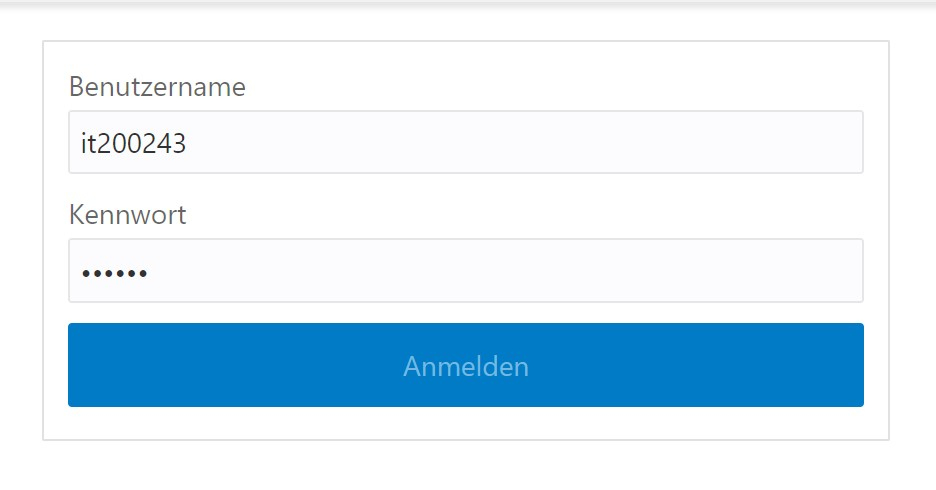 Benutzername
it200243
Kennwort
••••••
Anmelden